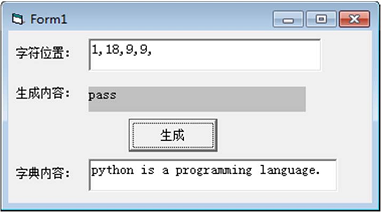 Form1
字符位置： 1,18,9,9,
生成内容： pass
生成
字典内容： python is a programming language.